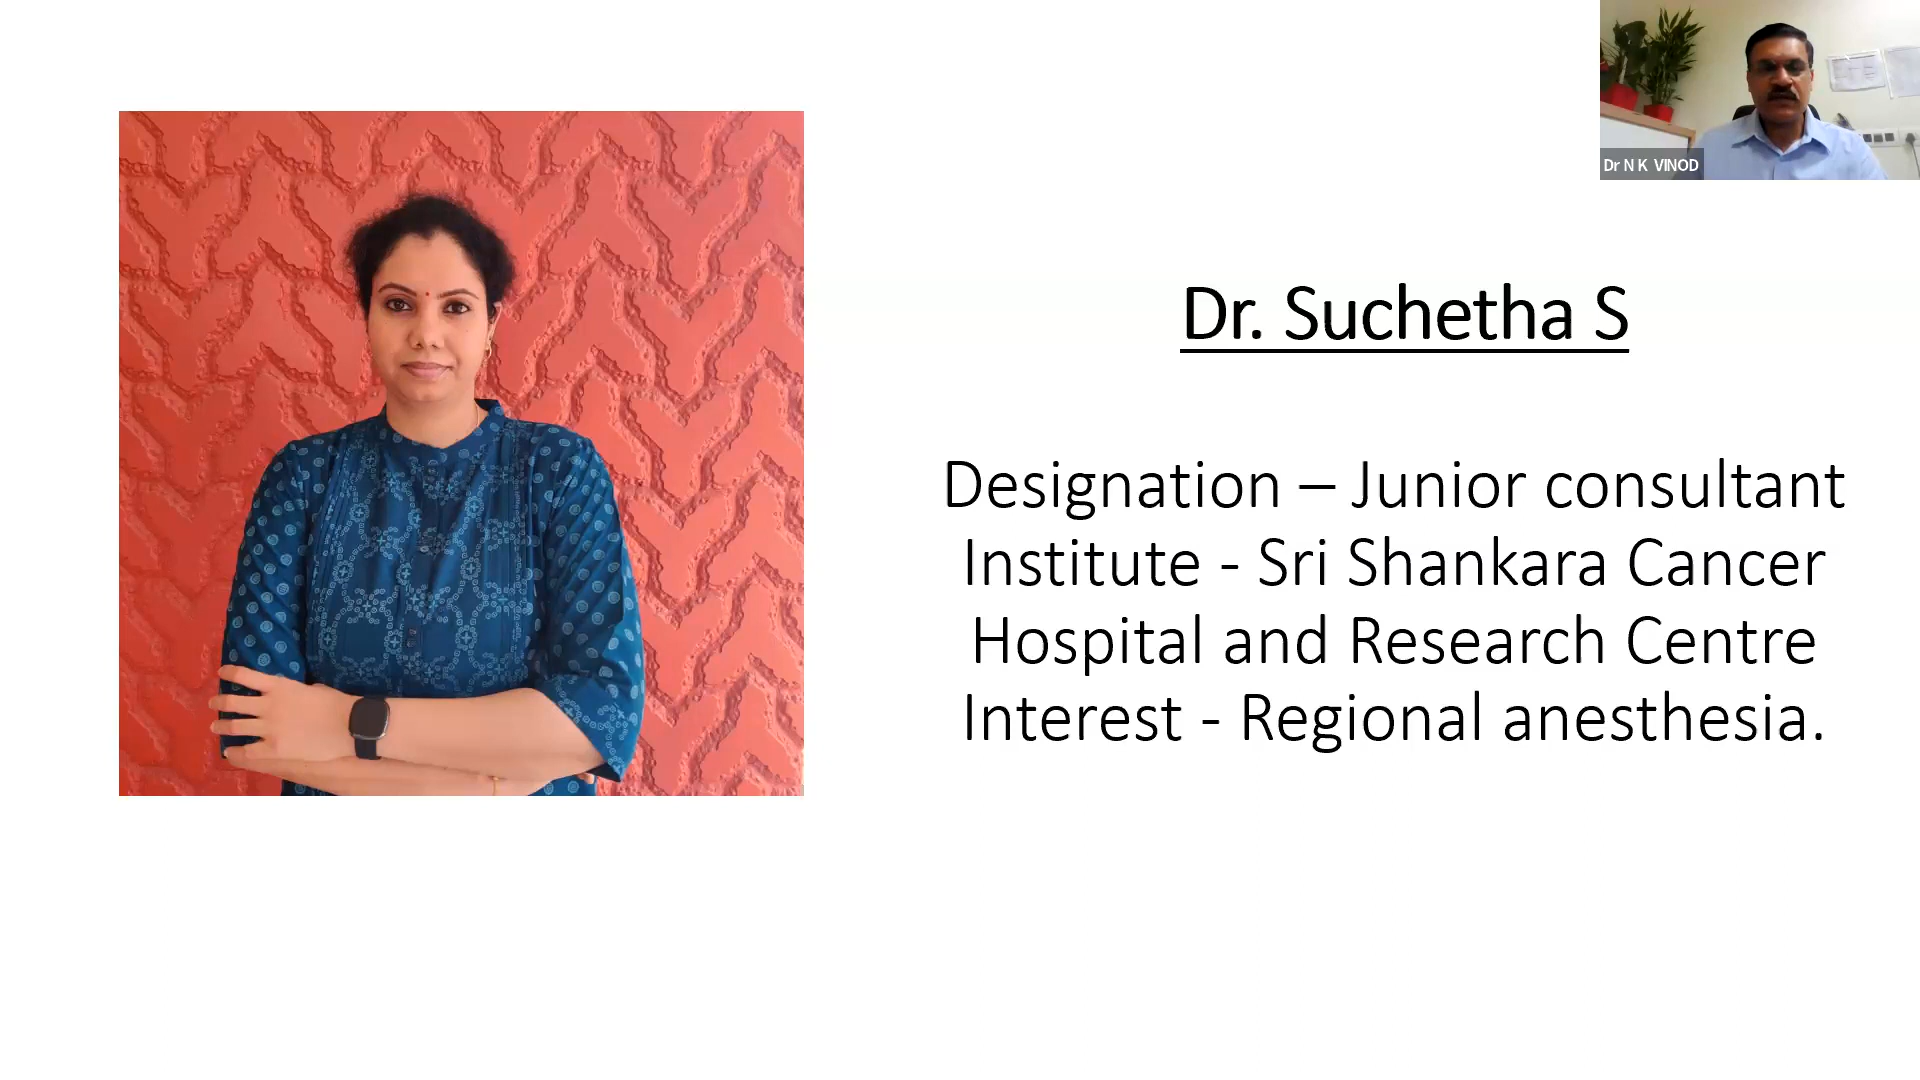 Dr N K VINOD
Dr. Suchetha S
Designation – Junior consultant
Institute - Sri Shankara Cancer
Hospital and Research Centre
Interest - Regional anesthesia.